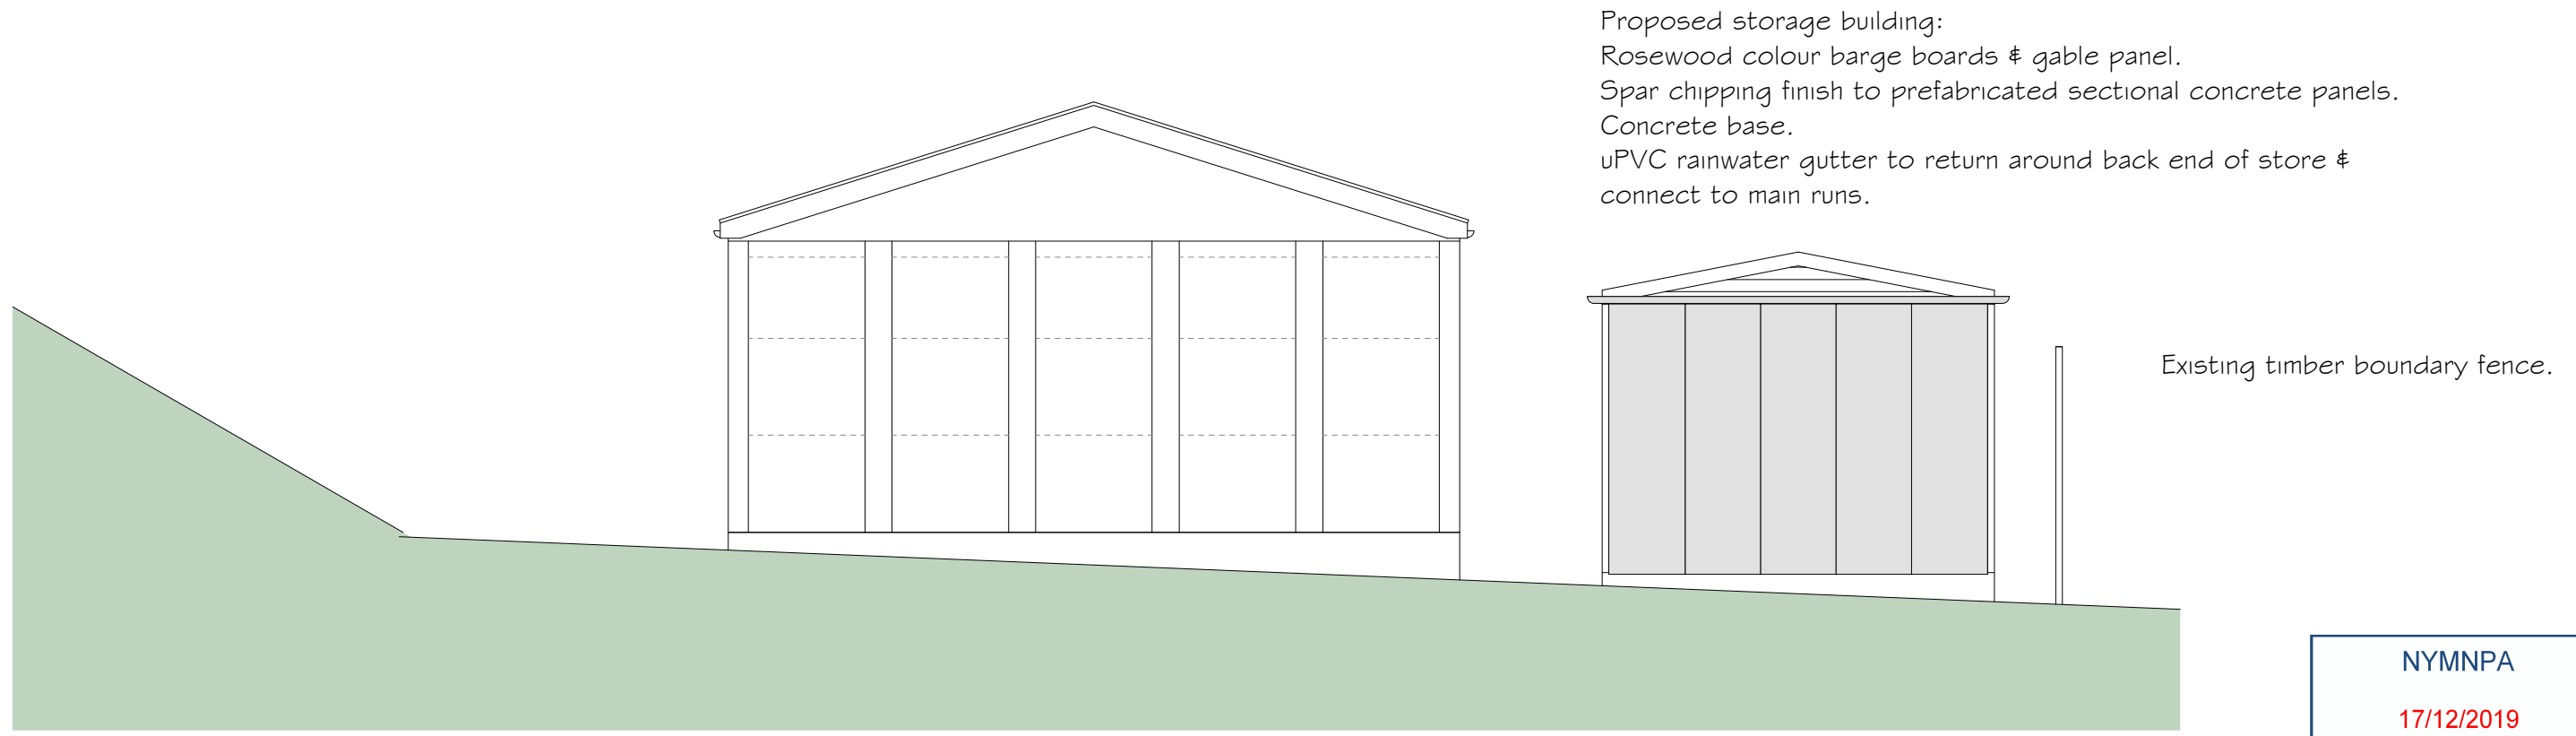 Proposed storage building:
Rosewood colour barge boards & gable panel.
Spar chipping finish to prefabricated sectional concrete panels.
Concrete base.
uPVC rainwater gutter to return around back end of store &
connect to main runs.
Existing timber boundary fence.
NYMNPA
17/12/2019